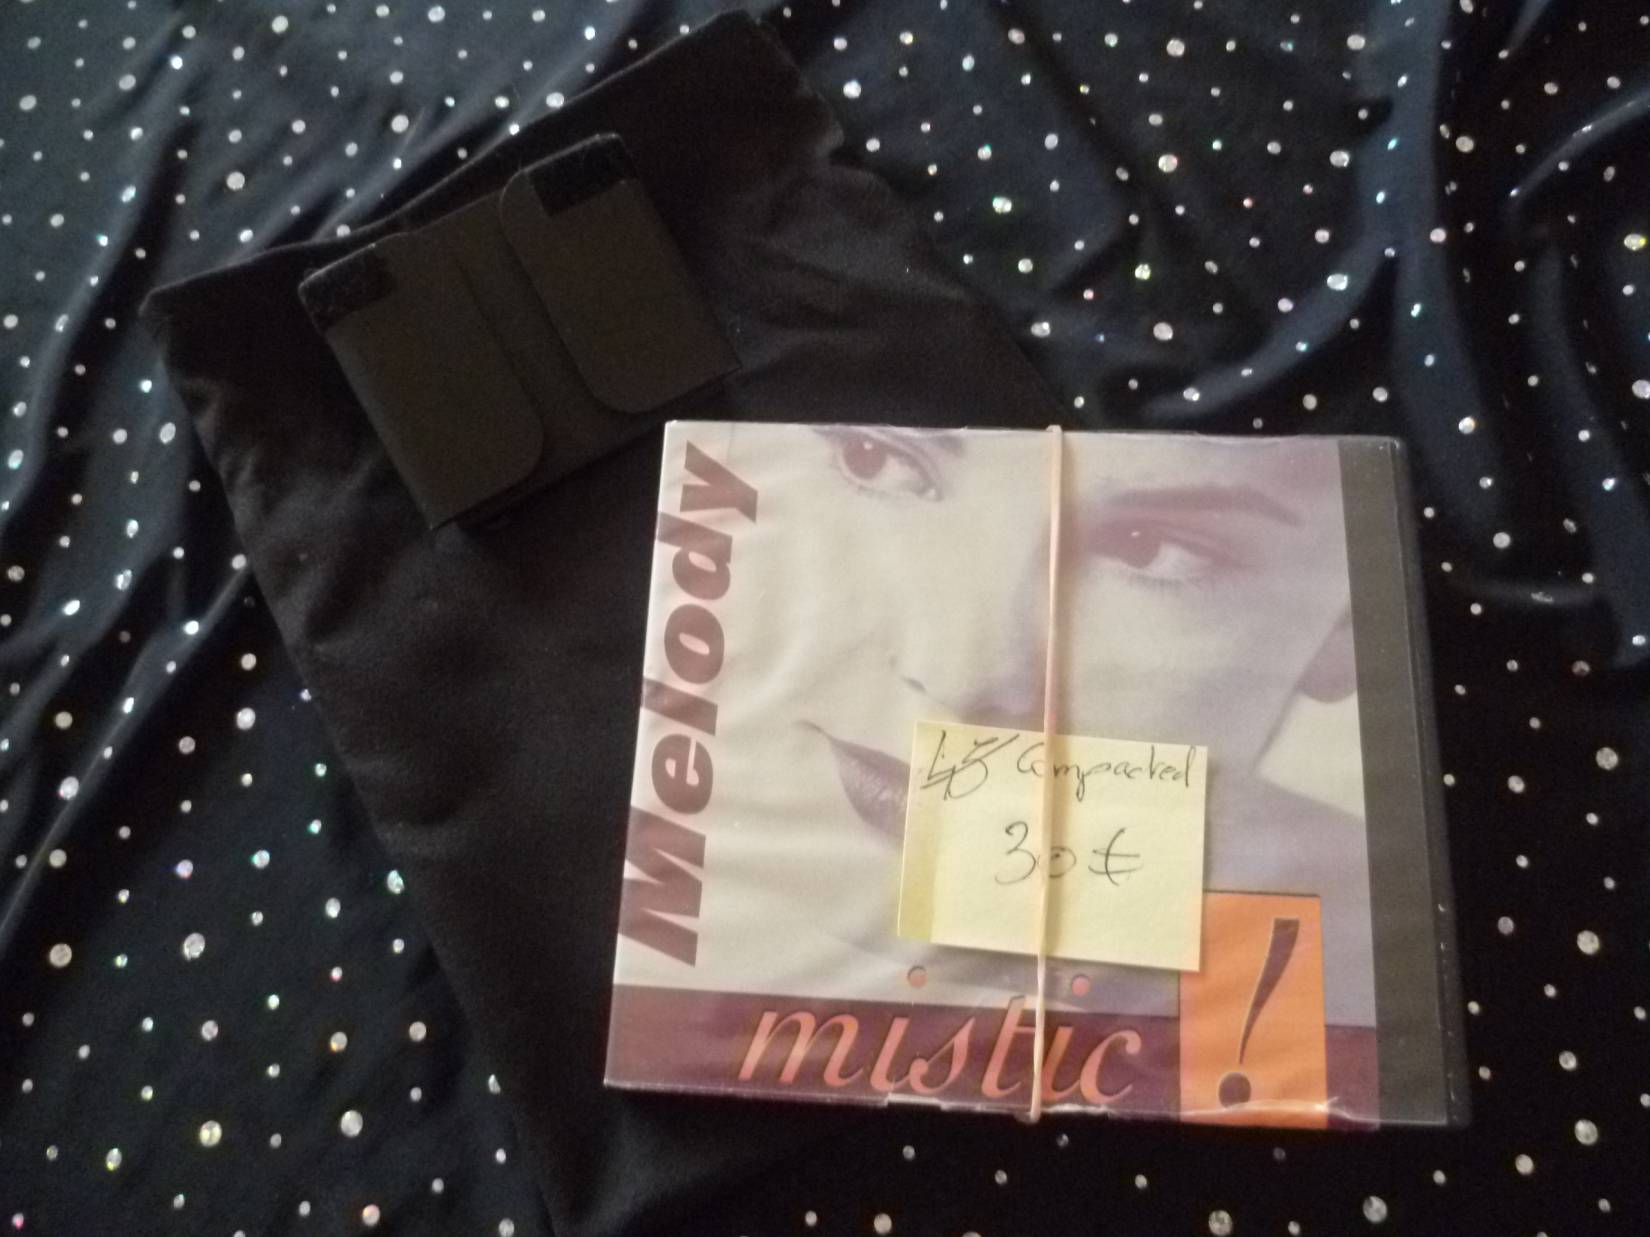 Melody
Compacted
30 €
mistic !